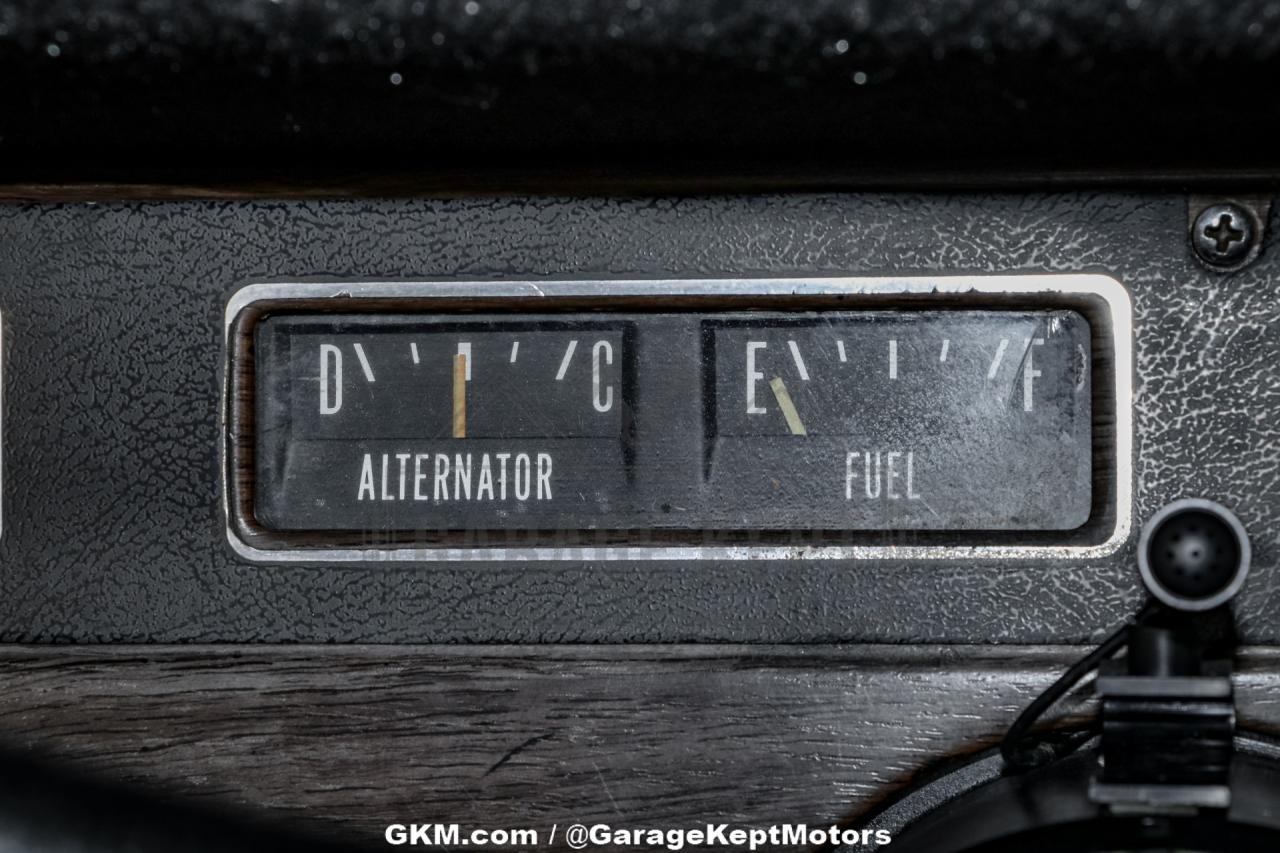 D C E F
ALTERNATOR FUEL
GKM.com / @GarageKeptMotors